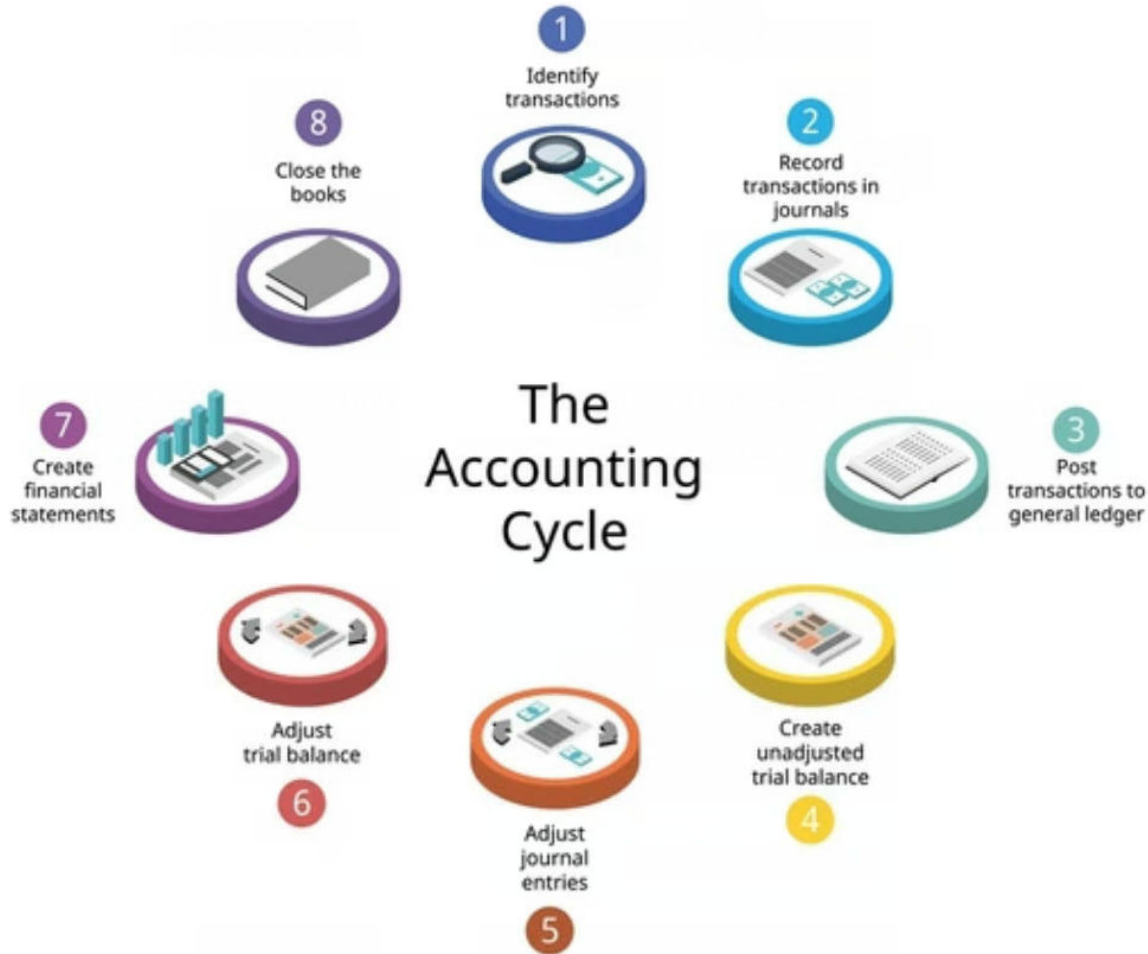 1
Identify
transactions
2
Record
transactions in
journals
3
Post
transactions to
general ledger
4
Create
unadjusted
trial balance
5
Adjust
journal
entries
6
Adjust
trial balance
7
Create
financial
statements
8
Close the
books
The
Accounting
Cycle